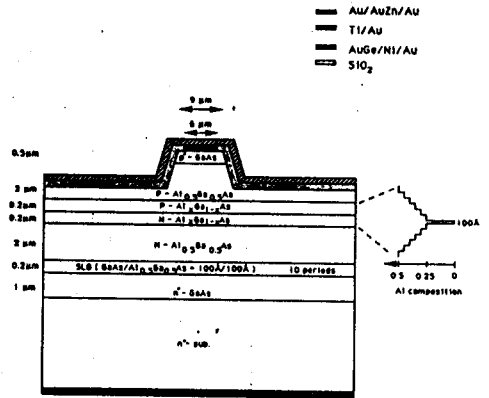 Au/AuZn/Au
Ti/Au
AuGe/Ni/Au
SiO2
9 μm
6 μm
0.5μm
p+-GaAs
2 μm
P-Al0.5Ga0.5As
0.2μm
P-AlxGa1-xAs
0.2μm
N-AlxGa1-xAs
2 μm
N-Al0.5Ga0.5As
0.2μm
SLB (GaAs/Al0.5Ga0.5As = 100Å/100Å) 10 periods
1 μm
n+-GaAs
n+-sub.
100Å
0.5 0.25 0
Al composition